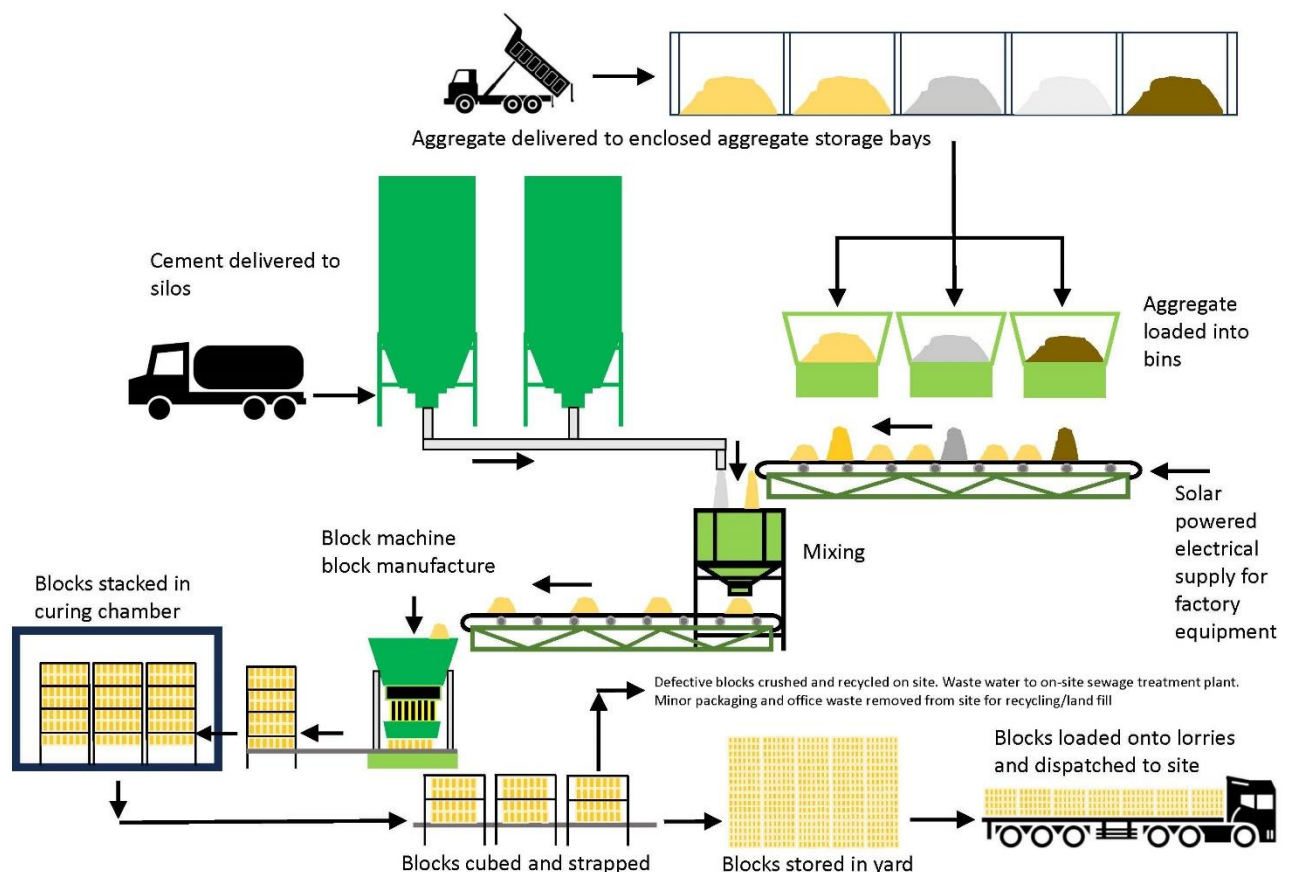 Aggregate delivered to enclosed aggregate storage bays
Cement delivered to
silos
Aggregate
loaded into
bins
Solar
powered
electrical
supply for
factory
equipment
Mixing
Block machine
block manufacture
Blocks stacked in
curing chamber
Defective blocks crushed and recycled on site. Waste water to on-site sewage treatment plant.
Minor packaging and office waste removed from site for recycling/land fill
Blocks cubed and strapped
Blocks stored in yard
Blocks loaded onto lorries
and dispatched to site